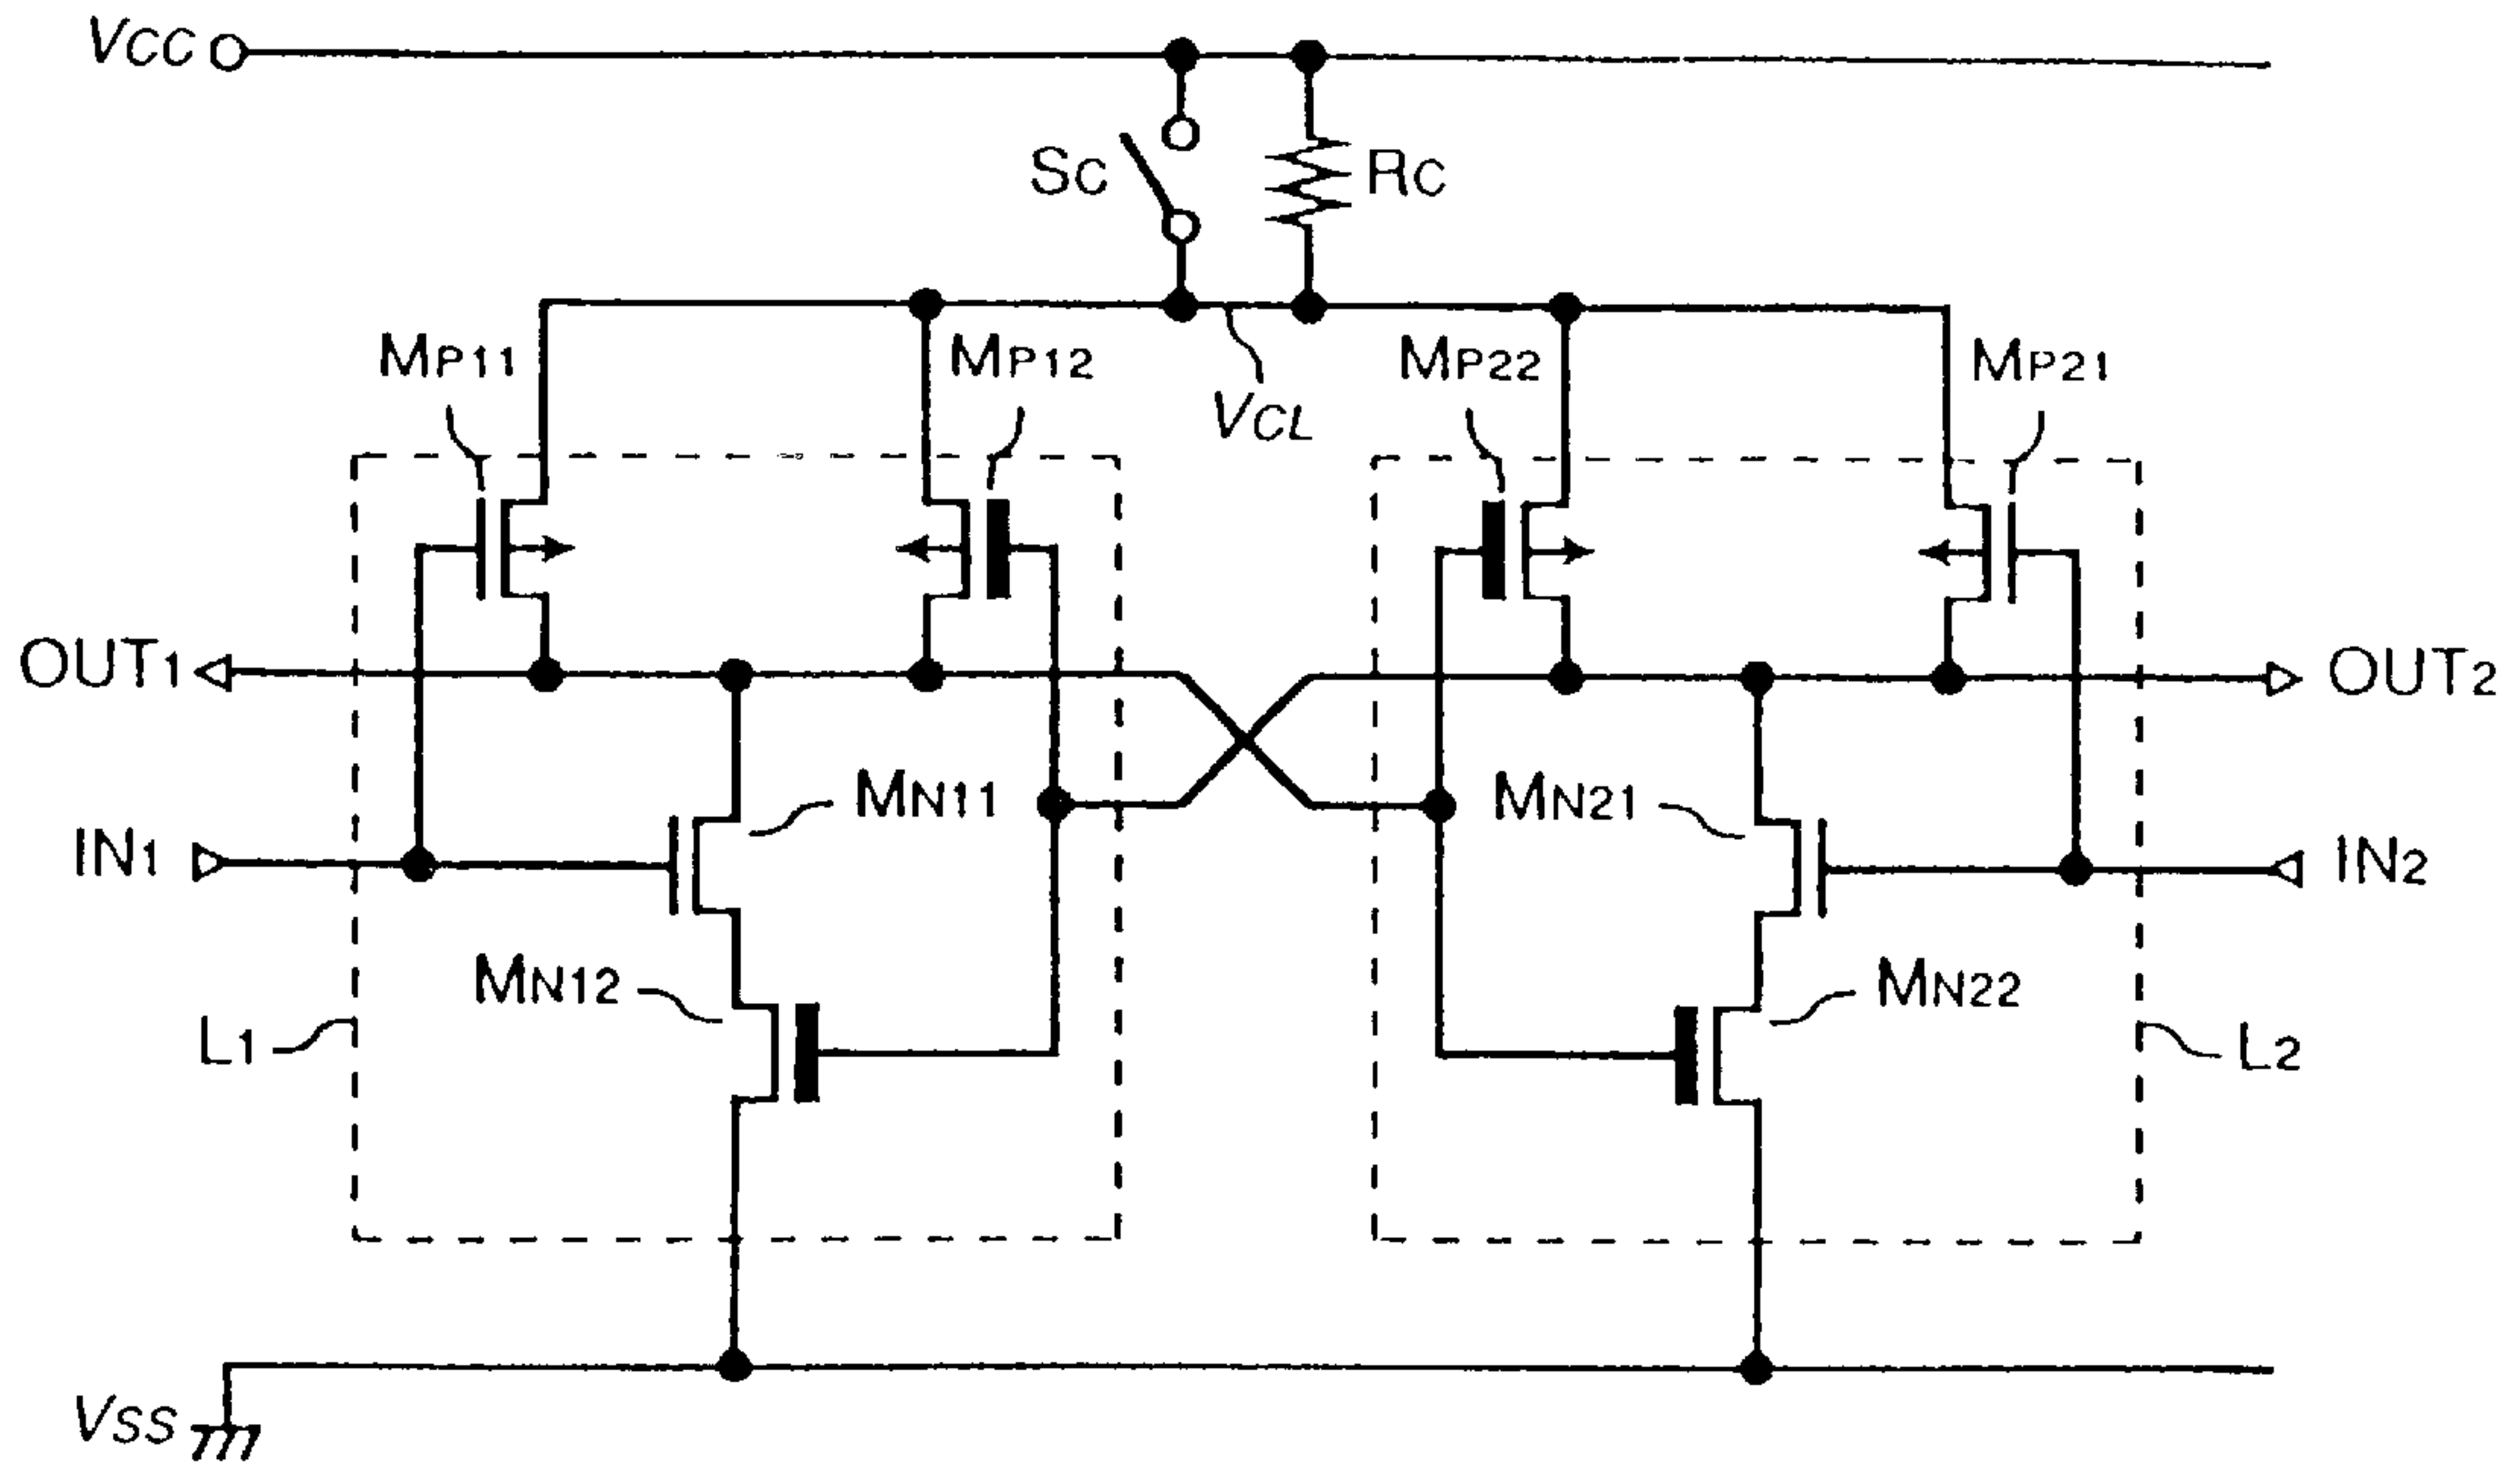 VCC
SC
RC
MP11
MP12
MP22
MP21
VCL
OUT1
OUT2
MN11
MN21
IN1
IN2
MN12
MN22
L1
L2
VSS